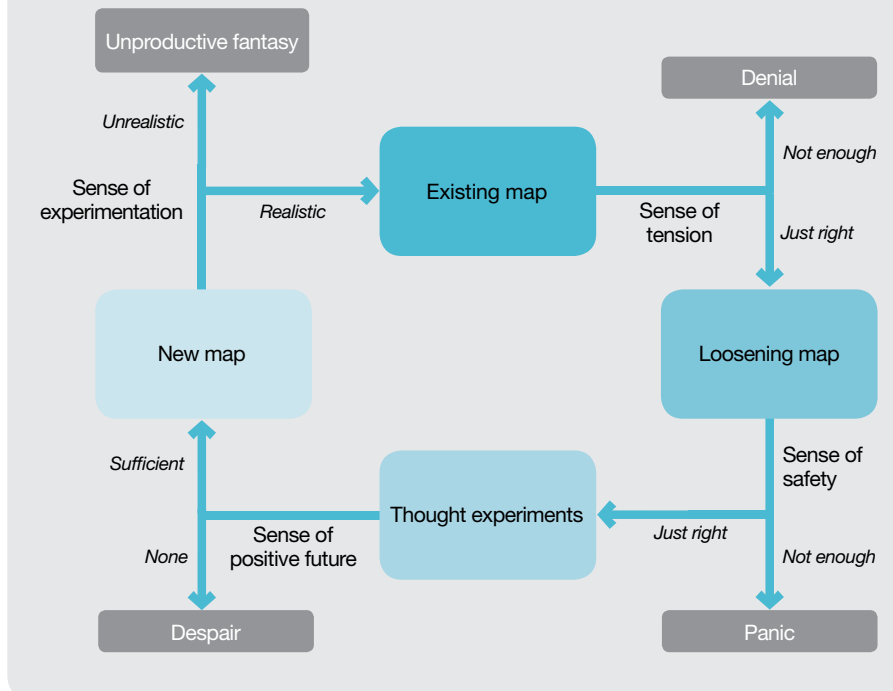 Unproductive fantasy
Denial
Unrealistic
Not enough
Sense of
experimentation
Realistic
Existing map
Sense of
tension
Just right
New map
Loosening map
Sufficient
Sense of
safety
Thought experiments
Sense of
positive future
Just right
None
Not enough
Despair
Panic